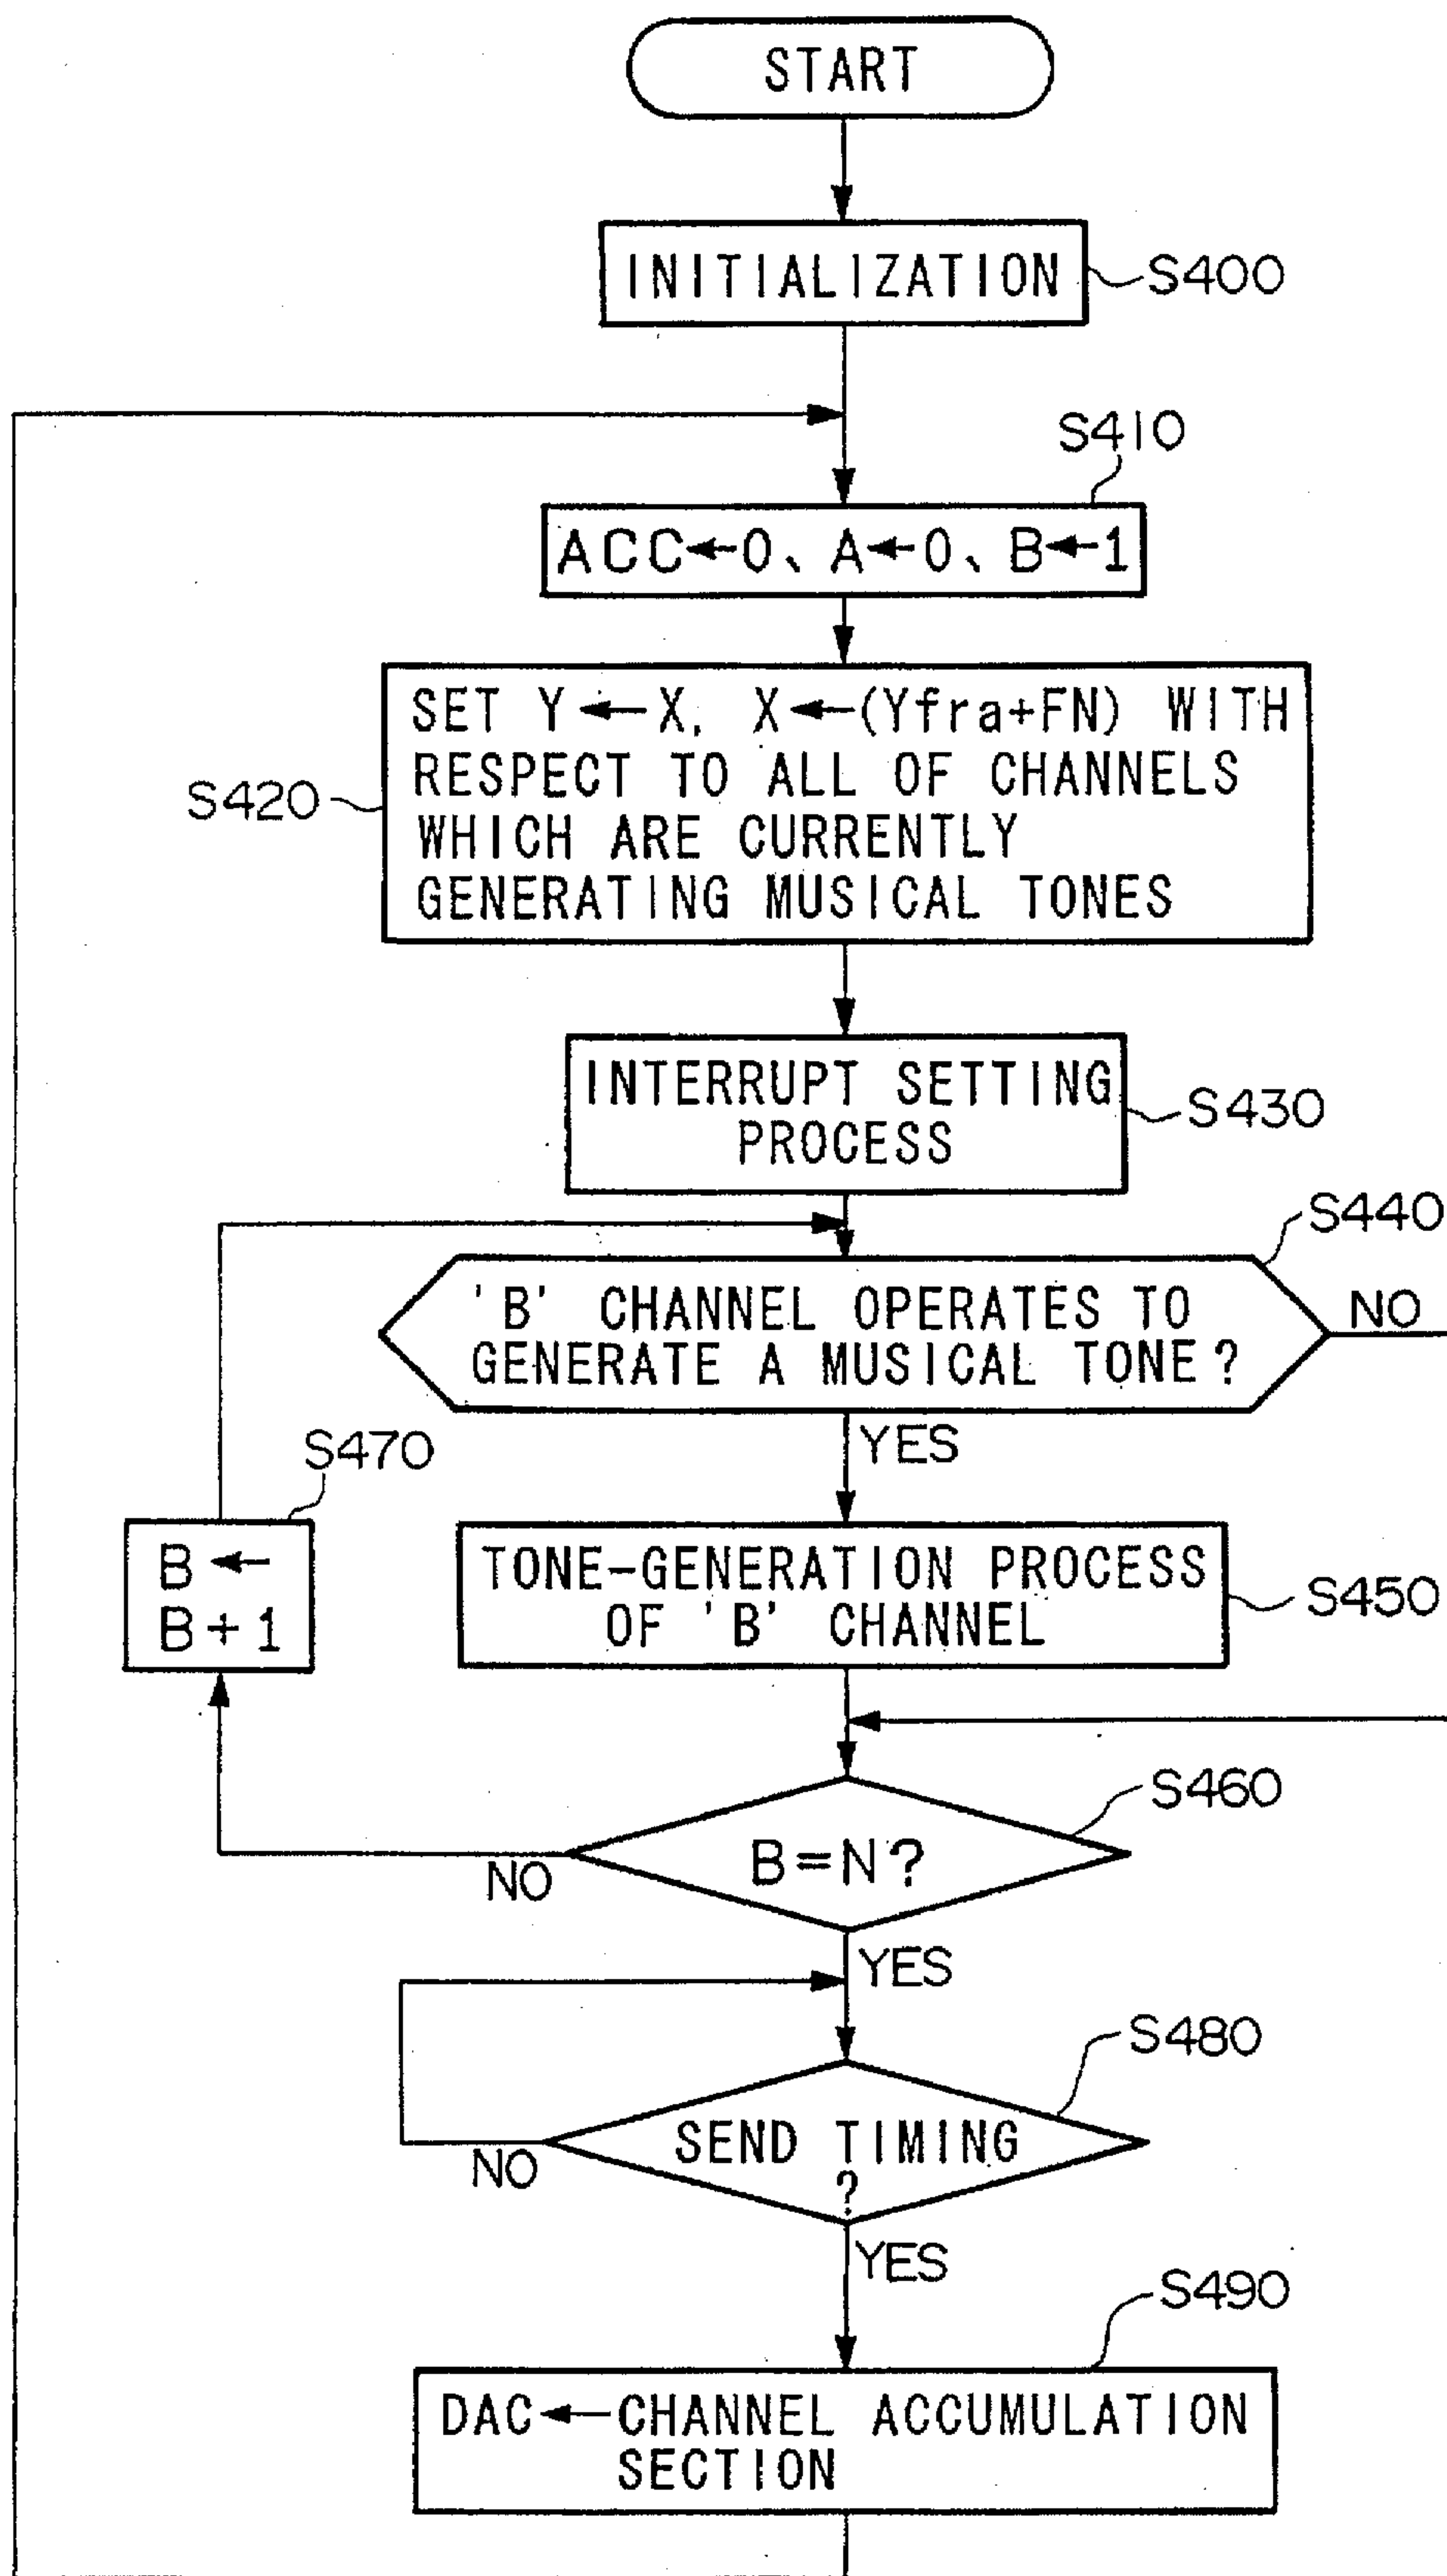 START
INITIALIZATION
S400
S410
ACC←0、A←0、B←1
SET Y←X, X←(Yfra+FN) WITH
RESPECT TO ALL OF CHANNELS
WHICH ARE CURRENTLY
GENERATING MUSICAL TONES
S420
INTERRUPT SETTING
PROCESS
S430
S440
'B' CHANNEL OPERATES TO
GENERATE A MUSICAL TONE?
NO
YES
S470
B←
B+1
TONE-GENERATION PROCESS
OF 'B' CHANNEL
S450
S460
B=N?
NO
YES
S480
SEND TIMING
?
NO
YES
S490
DAC←CHANNEL ACCUMULATION
SECTION